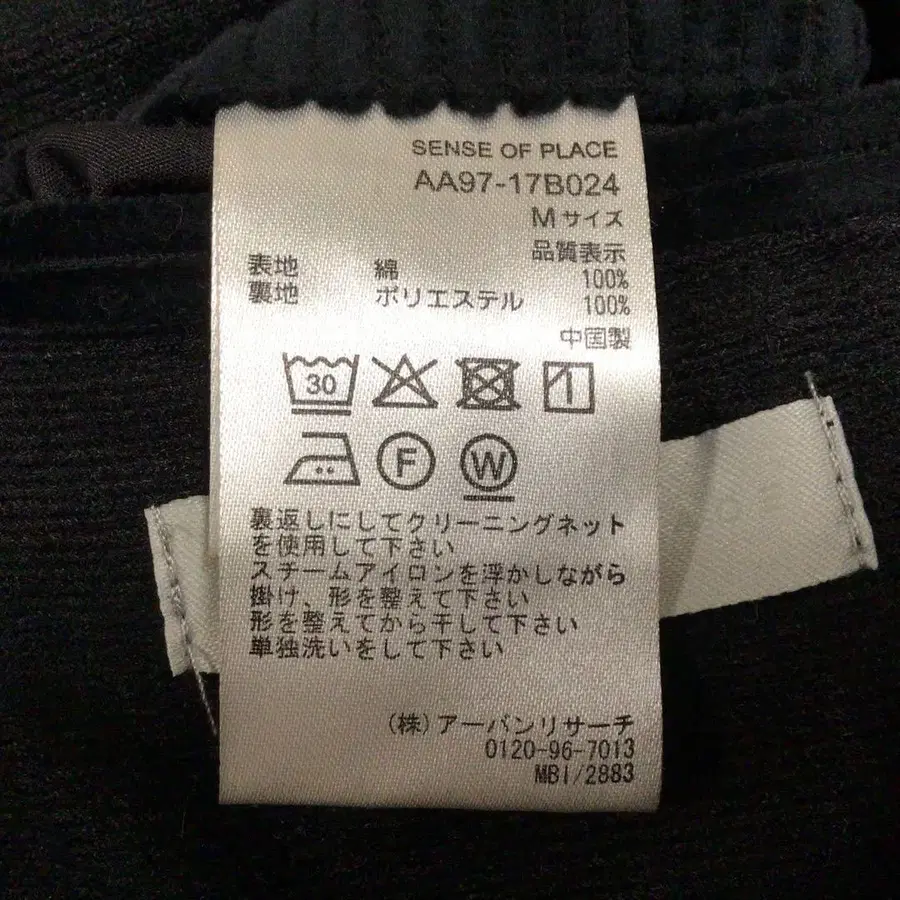 SENSE OF PLACE
AA97-17B024
Mサイズ
品質表示
表地 綿 100%
裏地 ポリエステル 100%
中国製
30
F W
裏返しにしてクリーニングネット
を使用して下さい
スチームアイロンを浮かしながら
掛け、形を整えて下さい
形を整えてから干して下さい
単独洗いをして下さい
(株)アーバンリサーチ
0120-96-7013
MBI/2883